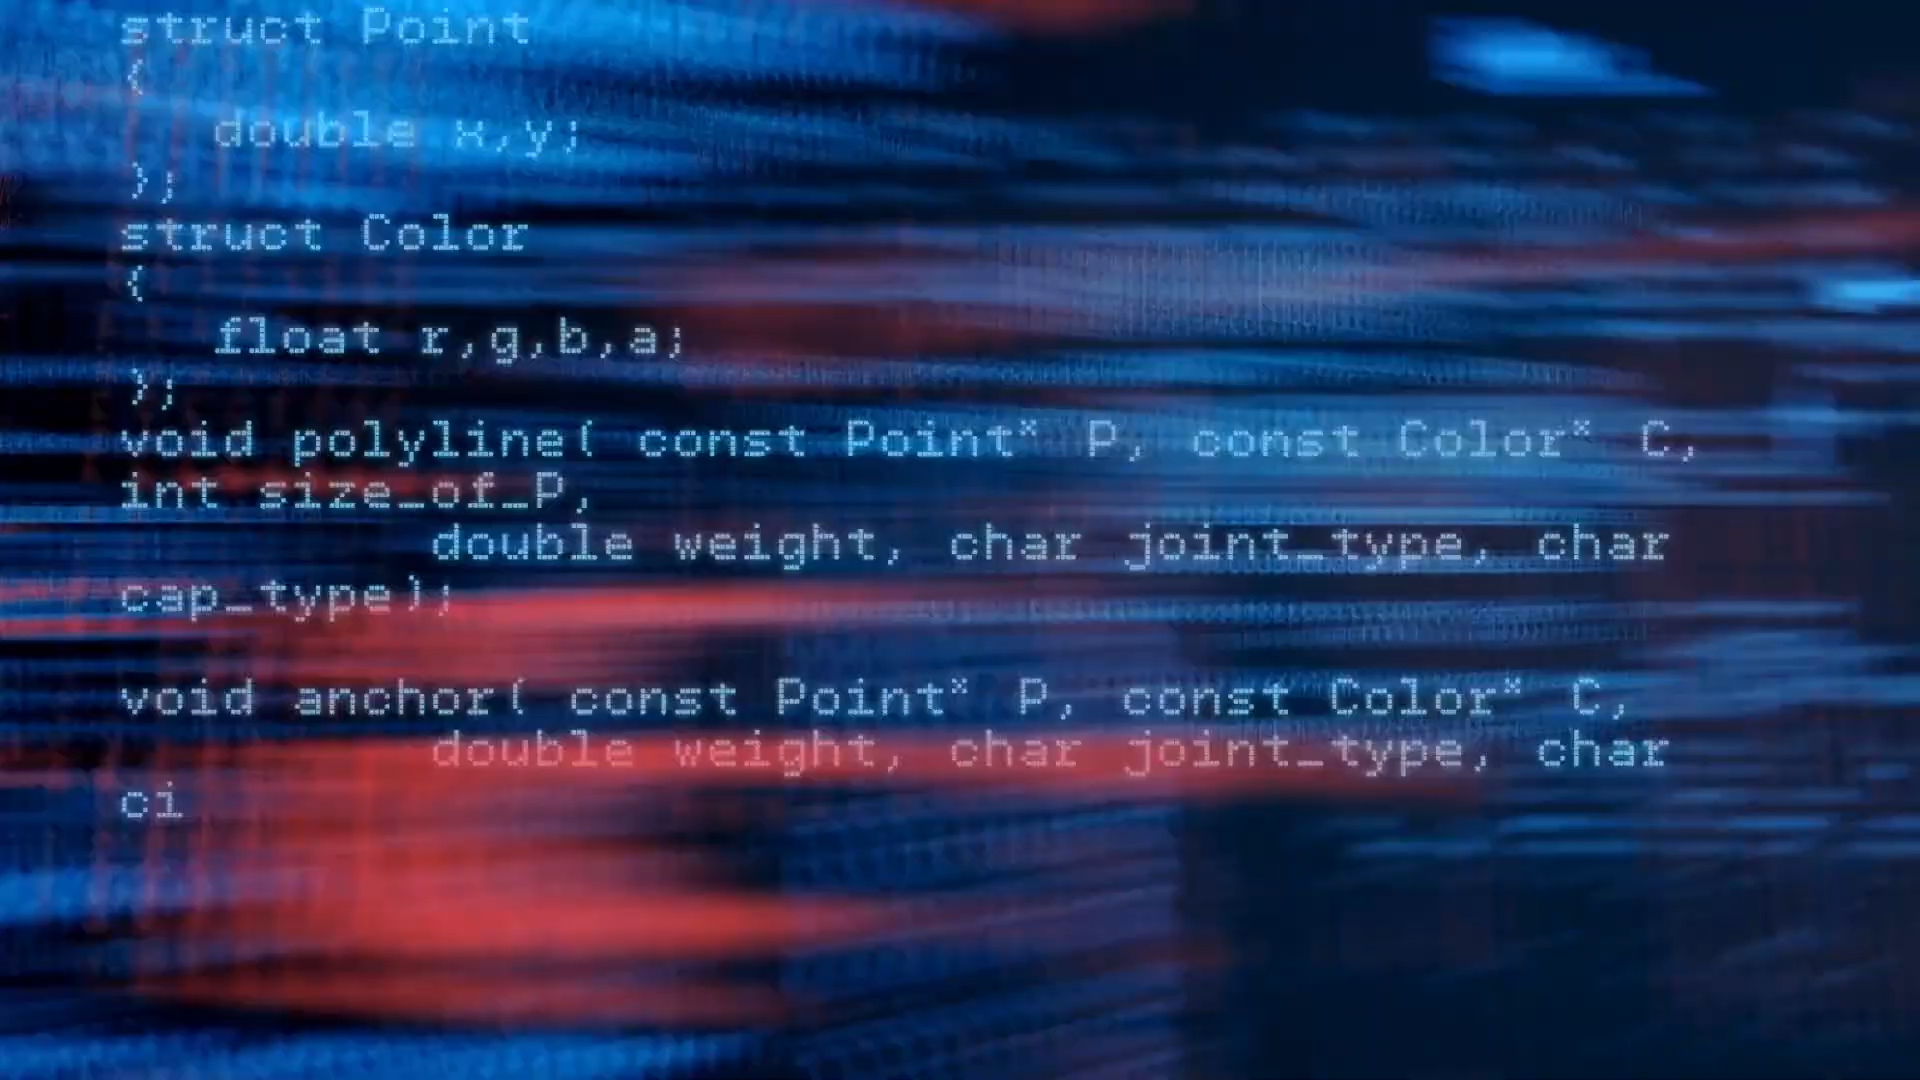 struct Point
{
double x,y;
};
struct Color
{
float r,g,b,a;
};
void polyline( const Point* P, const Color* C,
int size_of_P,
double weight, char joint_type, char
cap_type);
void anchor( const Point* P, const Color* C,
double weight, char joint_type, char
ci